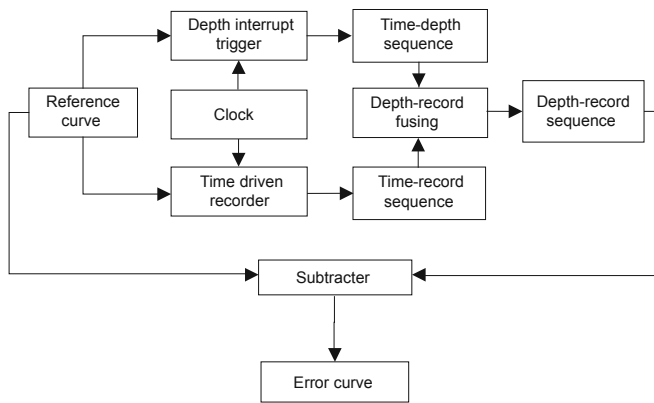 Depth interrupt
trigger
Time-depth
sequence
Reference
curve
Clock
Depth-record
fusing
Depth-record
sequence
Time driven
recorder
Time-record
sequence
Subtracter
Error curve